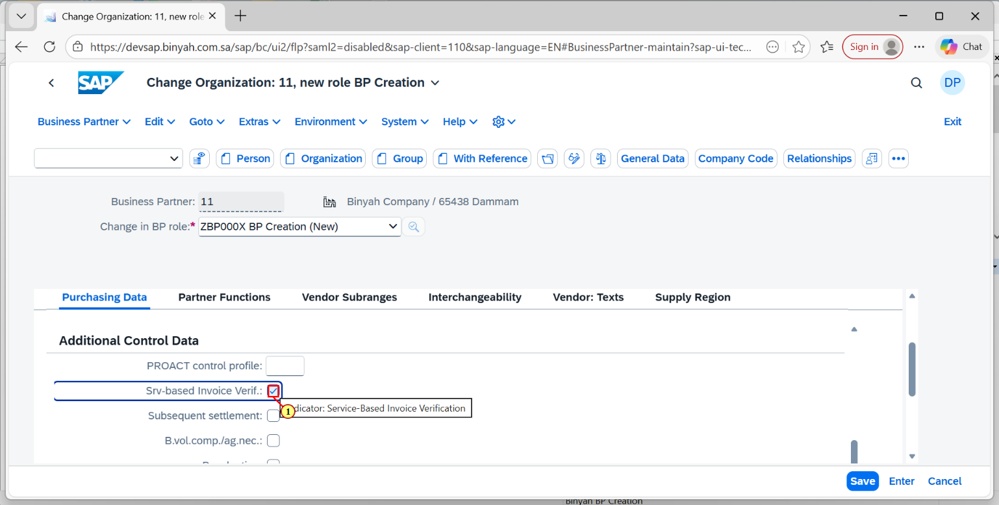 Change Organization: 11, new role
https://devsap.binyah.com.sa/sap/bc/ui2/flp?saml2=disabled&sap-client=110&sap-language=EN#BusinessPartner-maintain?sap-ui-tec...
Sign in
Chat
SAP
Change Organization: 11, new role BP Creation
DP
Business Partner
Edit
Goto
Extras
Environment
System
Help
Exit
Person
Organization
Group
With Reference
General Data
Company Code
Relationships
Business Partner: 11
Binyah Company / 65438 Dammam
Change in BP role:* ZBP000X BP Creation (New)
Purchasing Data
Partner Functions
Vendor Subranges
Interchangeability
Vendor: Texts
Supply Region
Additional Control Data
PROACT control profile:
Srv-based Invoice Verif.:
1
dicator: Service-Based Invoice Verification
Subsequent settlement:
B.vol.comp./ag.nec.:
Save
Enter
Cancel
Binyah BP Creation